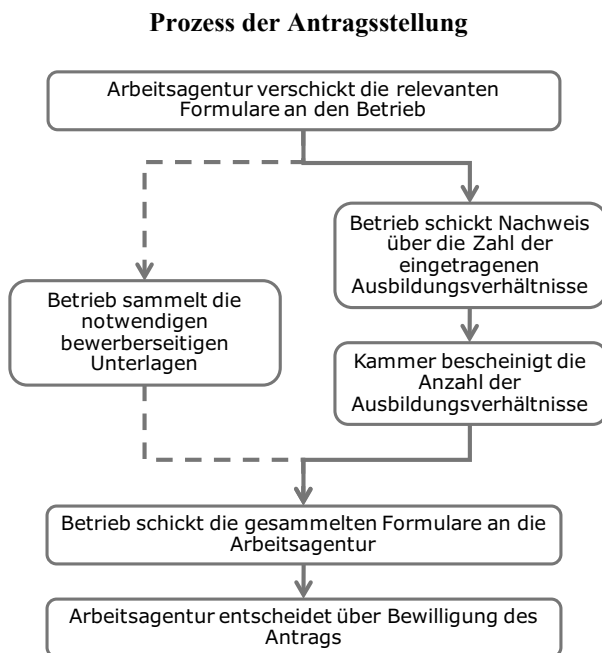 Prozess der Antragsstellung
Arbeitsagentur verschickt die relevanten
Formulare an den Betrieb
Betrieb schickt Nachweis
über die Zahl der
eingetragenen
Ausbildungsverhältnisse
Betrieb sammelt die
notwendigen
bewerberseitigen
Unterlagen
Kammer bescheinigt die
Anzahl der
Ausbildungsverhältnisse
Betrieb schickt die gesammelten Formulare an die
Arbeitsagentur
Arbeitsagentur entscheidet über Bewilligung des
Antrags